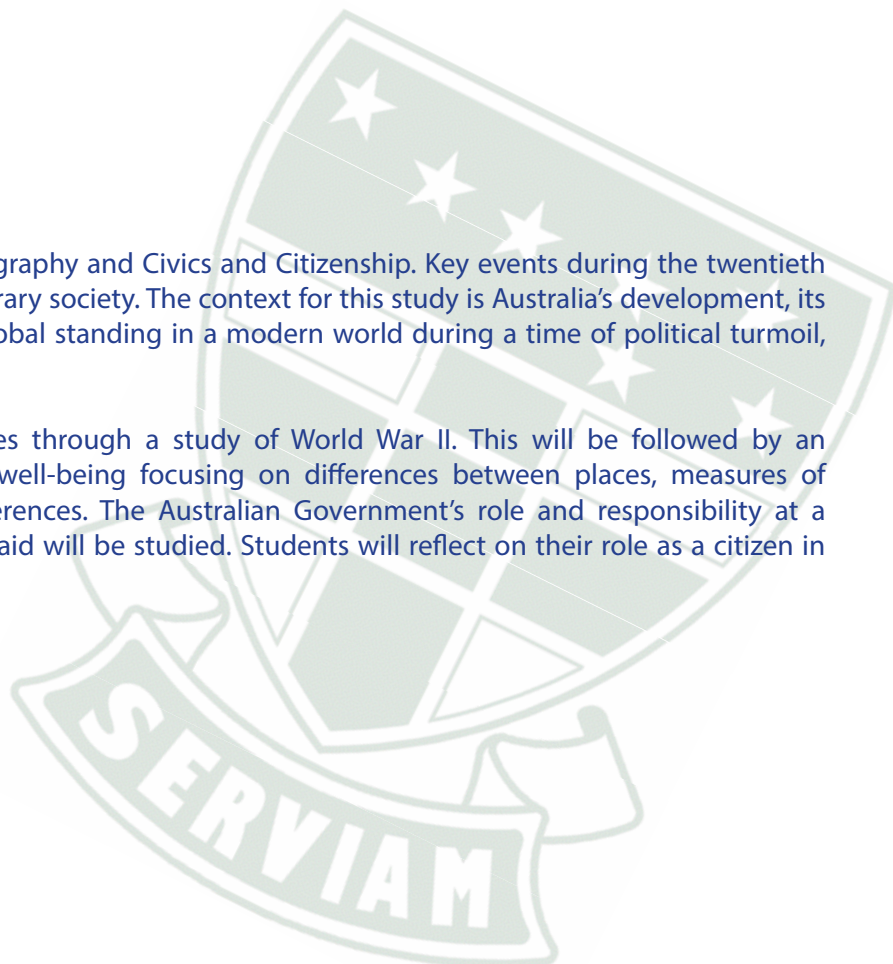 graphy and Civics and Citizenship. Key events during the twentieth
rary society. The context for this study is Australia’s development, its
obal standing in a modern world during a time of political turmoil,
es through a study of World War II. This will be followed by an
well-being focusing on differences between places, measures of
erences. The Australian Government’s role and responsibility at a
aid will be studied. Students will reflect on their role as a citizen in
SERVIAM